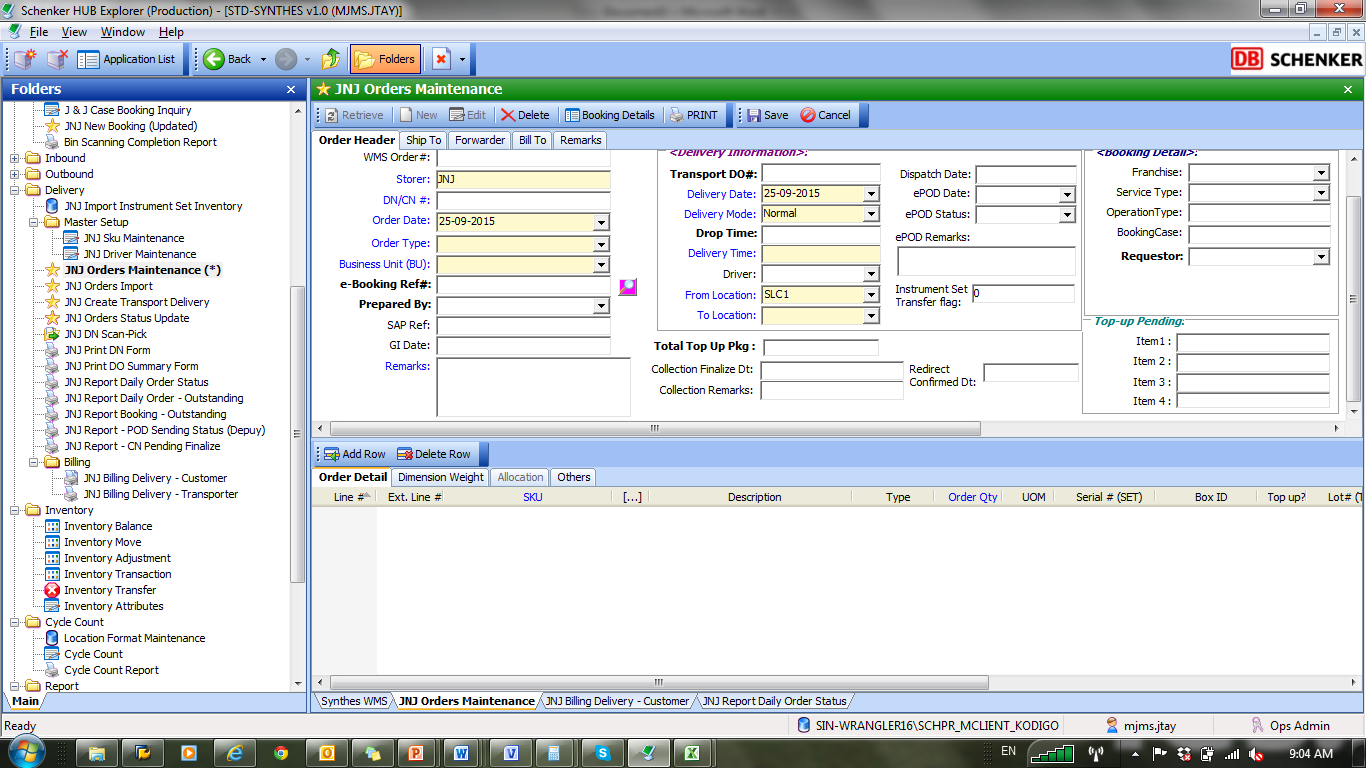 Schenker HUB Explorer (Production) - [STD-SYNTHES v1.0 (MJMS.JTAY)]
File View Window Help
Application List Back Folders
DB SCHENKER
Folders
J & J Case Booking Inquiry
JNJ New Booking (Updated)
Bin Scanning Completion Report
Inbound
Outbound
Delivery
JNJ Import Instrument Set Inventory
Master Setup
JNJ Sku Maintenance
JNJ Driver Maintenance
JNJ Orders Maintenance (*)
JNJ Orders Import
JNJ Create Transport Delivery
JNJ Orders Status Update
JNJ DN Scan-Pick
JNJ Print DN Form
JNJ Print DO Summary Form
JNJ Report Daily Order Status
JNJ Report Daily Order - Outstanding
JNJ Report Booking - Outstanding
JNJ Report - POD Sending Status (Depuy)
JNJ Report - CN Pending Finalize
Billing
JNJ Billing Delivery - Customer
JNJ Billing Delivery - Transporter
Inventory
Inventory Balance
Inventory Move
Inventory Adjustment
Inventory Transaction
Inventory Transfer
Inventory Attributes
Cycle Count
Location Format Maintenance
Cycle Count
Cycle Count Report
Report
Main
JNJ Orders Maintenance
Retrieve New Edit Delete Booking Details PRINT Save Cancel
Order Header Ship To Forwarder Bill To Remarks
WMS Order#:
Storer: JNJ
DN/CN #:
Order Date: 25-09-2015
Order Type:
Business Unit (BU):
e-Booking Ref#:
Prepared By:
SAP Ref:
GI Date:
Remarks:
<Delivery Information>:
Transport DO#:
Delivery Date: 25-09-2015
Delivery Mode: Normal
Drop Time:
Delivery Time:
Driver:
From Location: SLC1
To Location:
Dispatch Date:
ePOD Date:
ePOD Status:
ePOD Remarks:
Instrument Set
Transfer flag: 0
Total Top Up Pkg :
Collection Finalize Dt:
Collection Remarks:
Redirect
Confirmed Dt:
<Booking Detail>:
Franchise:
Service Type:
OperationType:
BookingCase:
Requestor:
Top-up Pending:
Item1 :
Item 2 :
Item 3 :
Item 4 :
Add Row Delete Row
Order Detail Dimension Weight Allocation Others
Line # Ext. Line # SKU [...] Description Type Order Qty UOM Serial # (SET) Box ID Top up? Lot# (T
Synthes WMS JNJ Orders Maintenance JNJ Billing Delivery - Customer JNJ Report Daily Order Status
Ready SIN-WRANGLER16\SCHPR_MCLIENT_KODIGO mjms.jtay Ops Admin
EN 9:04 AM